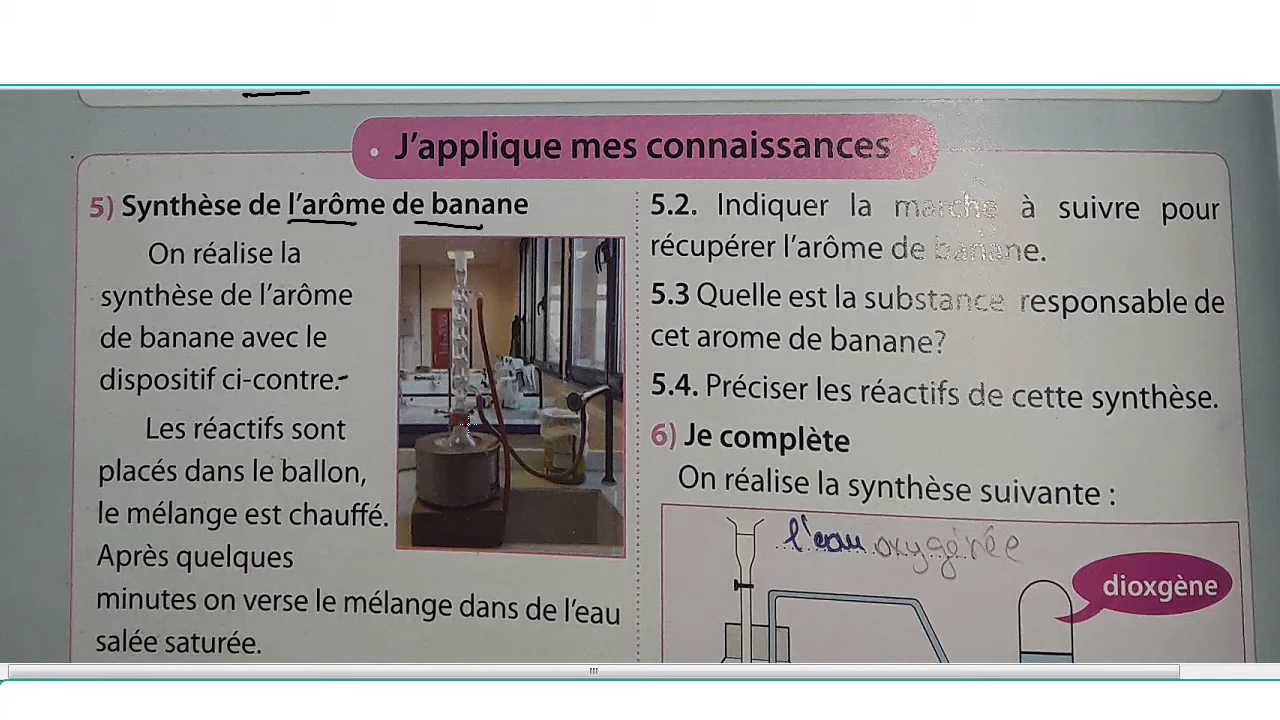 J'applique mes connaissances
5) Synthèse de l'arôme de banane
On réalise la
synthèse de l'arôme
de banane avec le
dispositif ci-contre.
Les réactifs sont
placés dans le ballon,
le mélange est chauffé.
Après quelques
minutes on verse le mélange dans de l'eau
salée saturée.
5.2. Indiquer la marche à suivre pour
récupérer l'arôme de banane.
5.3 Quelle est la substance responsable de
cet arome de banane?
5.4. Préciser les réactifs de cette synthèse.
6) Je complète
On réalise la synthèse suivante :
l'eau oxygénée
dioxgène